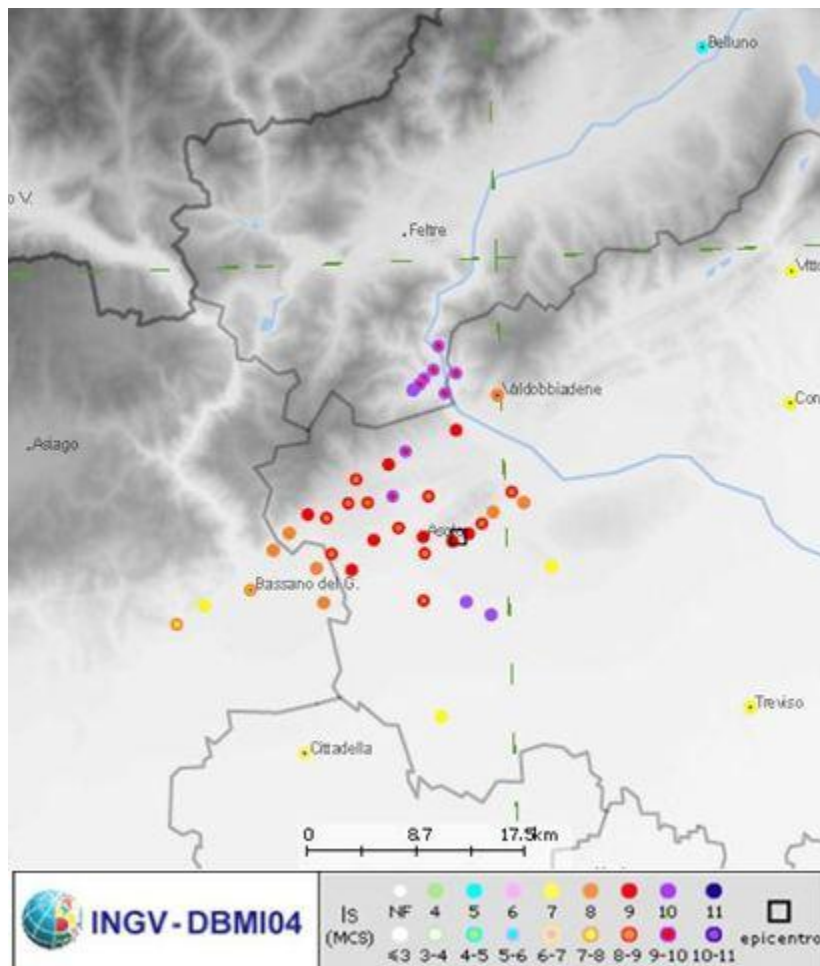 Belluno
o V.
Feltre
Vitto
Valdobbiadene
Con
Asiago
Asolo
Bassano del G.
Treviso
Cittadella
0 8.7 17.5km
INGV-DBMI04
Is (MCS)
NF 4 5 6 7 8 9 10 11
≤3 3-4 4-5 5-6 6-7 7-8 8-9 9-10 10-11
epicentro